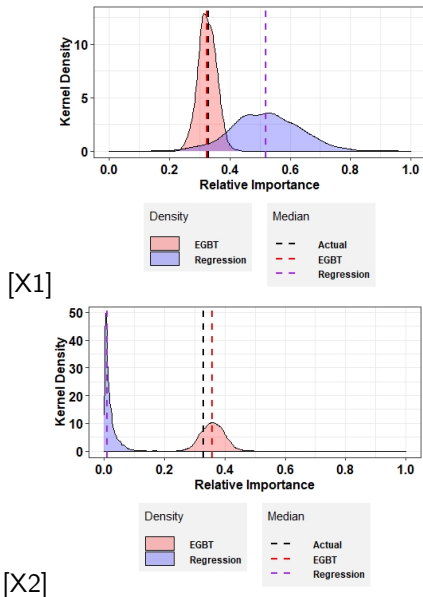 10
5
0
Kernel Density
0.0 0.2 0.4 0.6 0.8 1.0
Relative Importance
Density
EGBT
Regression
Median
Actual
EGBT
Regression
[X1]
50
40
30
20
10
0
Kernel Density
0.0 0.2 0.4 0.6 0.8 1.0
Relative Importance
Density
EGBT
Regression
Median
Actual
EGBT
Regression
[X2]